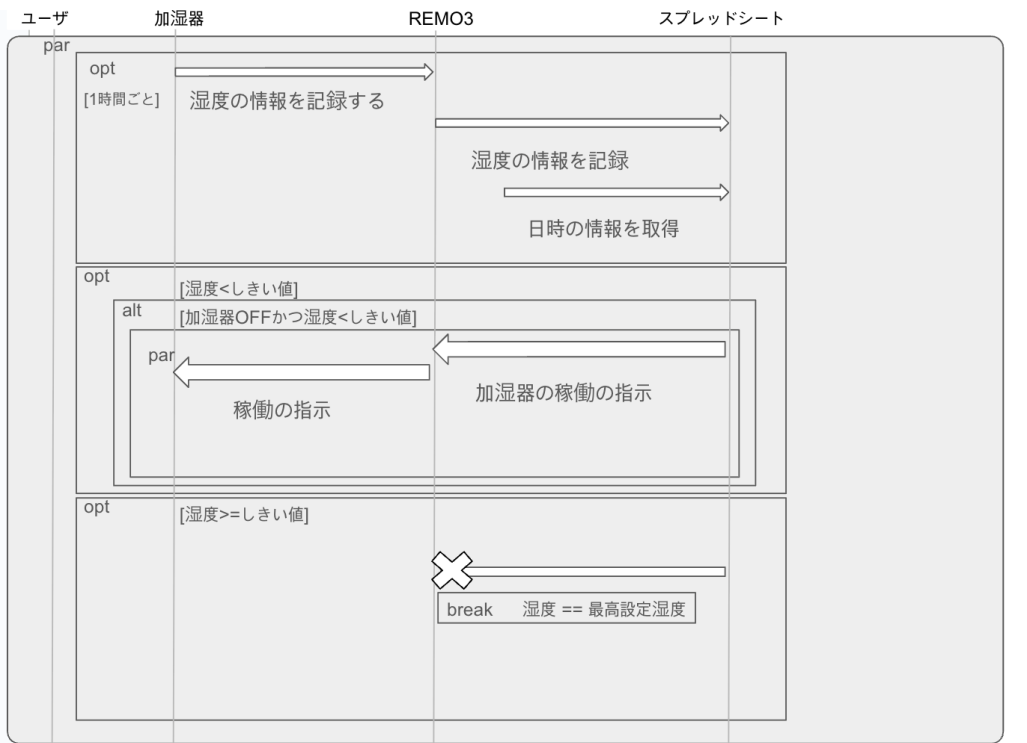 ユーザ 加湿器 REMO3 スプレッドシート
par
opt
[1時間ごと] 湿度の情報を記録する
湿度の情報を記録
日時の情報を取得
opt
[湿度<しきい値]
alt
[加湿器OFFかつ湿度<しきい値]
par
加湿器の稼働の指示
稼働の指示
opt
[湿度>=しきい値]
break 湿度 == 最高設定湿度